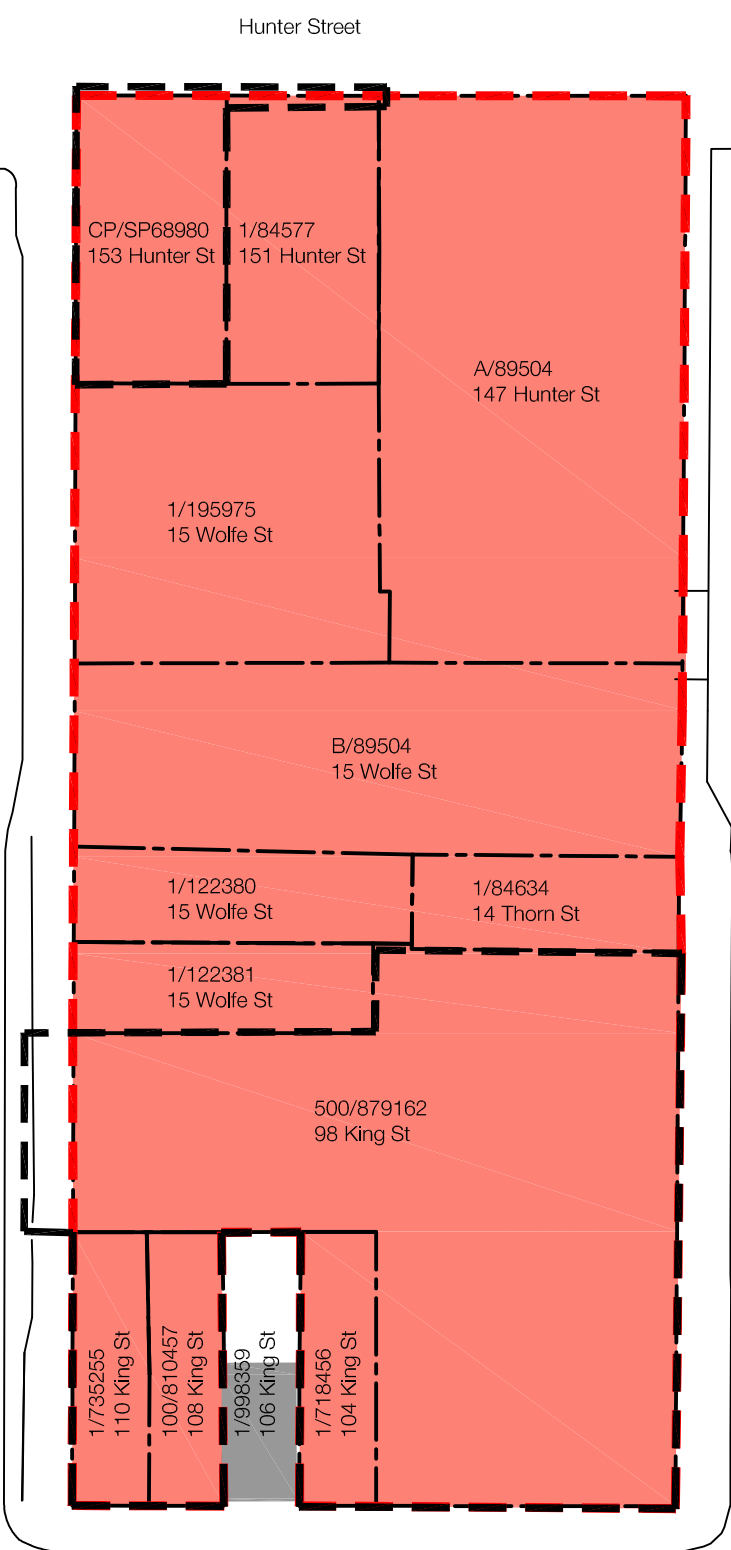 Hunter Street
CP/SP68980
153 Hunter St
1/84577
151 Hunter St
A/89504
147 Hunter St
1/195975
15 Wolfe St
B/89504
15 Wolfe St
1/122380
15 Wolfe St
1/84634
14 Thorn St
1/122381
15 Wolfe St
500/879162
98 King St
1/735255
110 King St
100/810457
108 King St
1/998359
106 King St
1/718456
104 King St